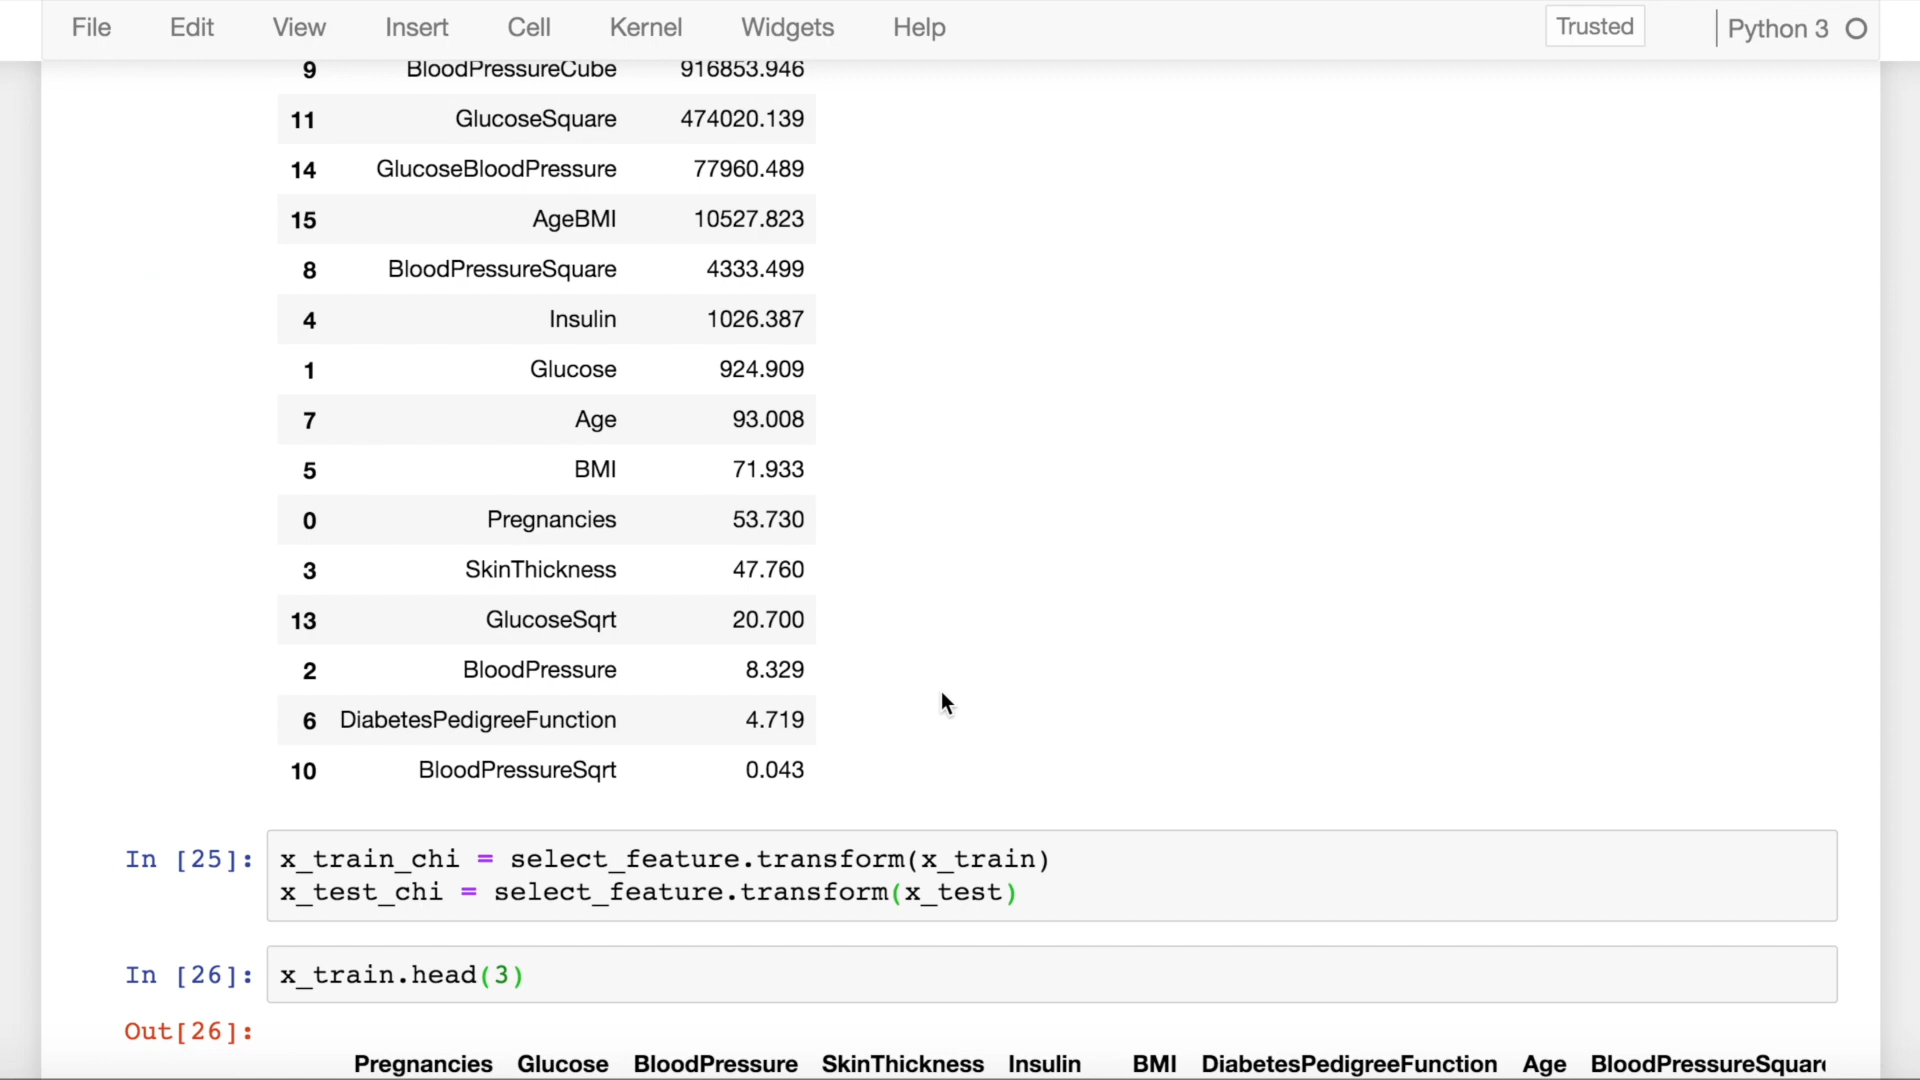 File Edit View Insert Cell Kernel Widgets Help Trusted Python 3
9 BloodPressureCube 916853.946
11 GlucoseSquare 474020.139
14 GlucoseBloodPressure 77960.489
15 AgeBMI 10527.823
8 BloodPressureSquare 4333.499
4 Insulin 1026.387
1 Glucose 924.909
7 Age 93.008
5 BMI 71.933
0 Pregnancies 53.730
3 SkinThickness 47.760
13 GlucoseSqrt 20.700
2 BloodPressure 8.329
6 DiabetesPedigreeFunction 4.719
10 BloodPressureSqrt 0.043
In [25]: x_train_chi = select_feature.transform(x_train)
x_test_chi = select_feature.transform(x_test)
In [26]: x_train.head(3)
Out[26]:
Pregnancies Glucose BloodPressure SkinThickness Insulin BMI DiabetesPedigreeFunction Age BloodPressureSquar